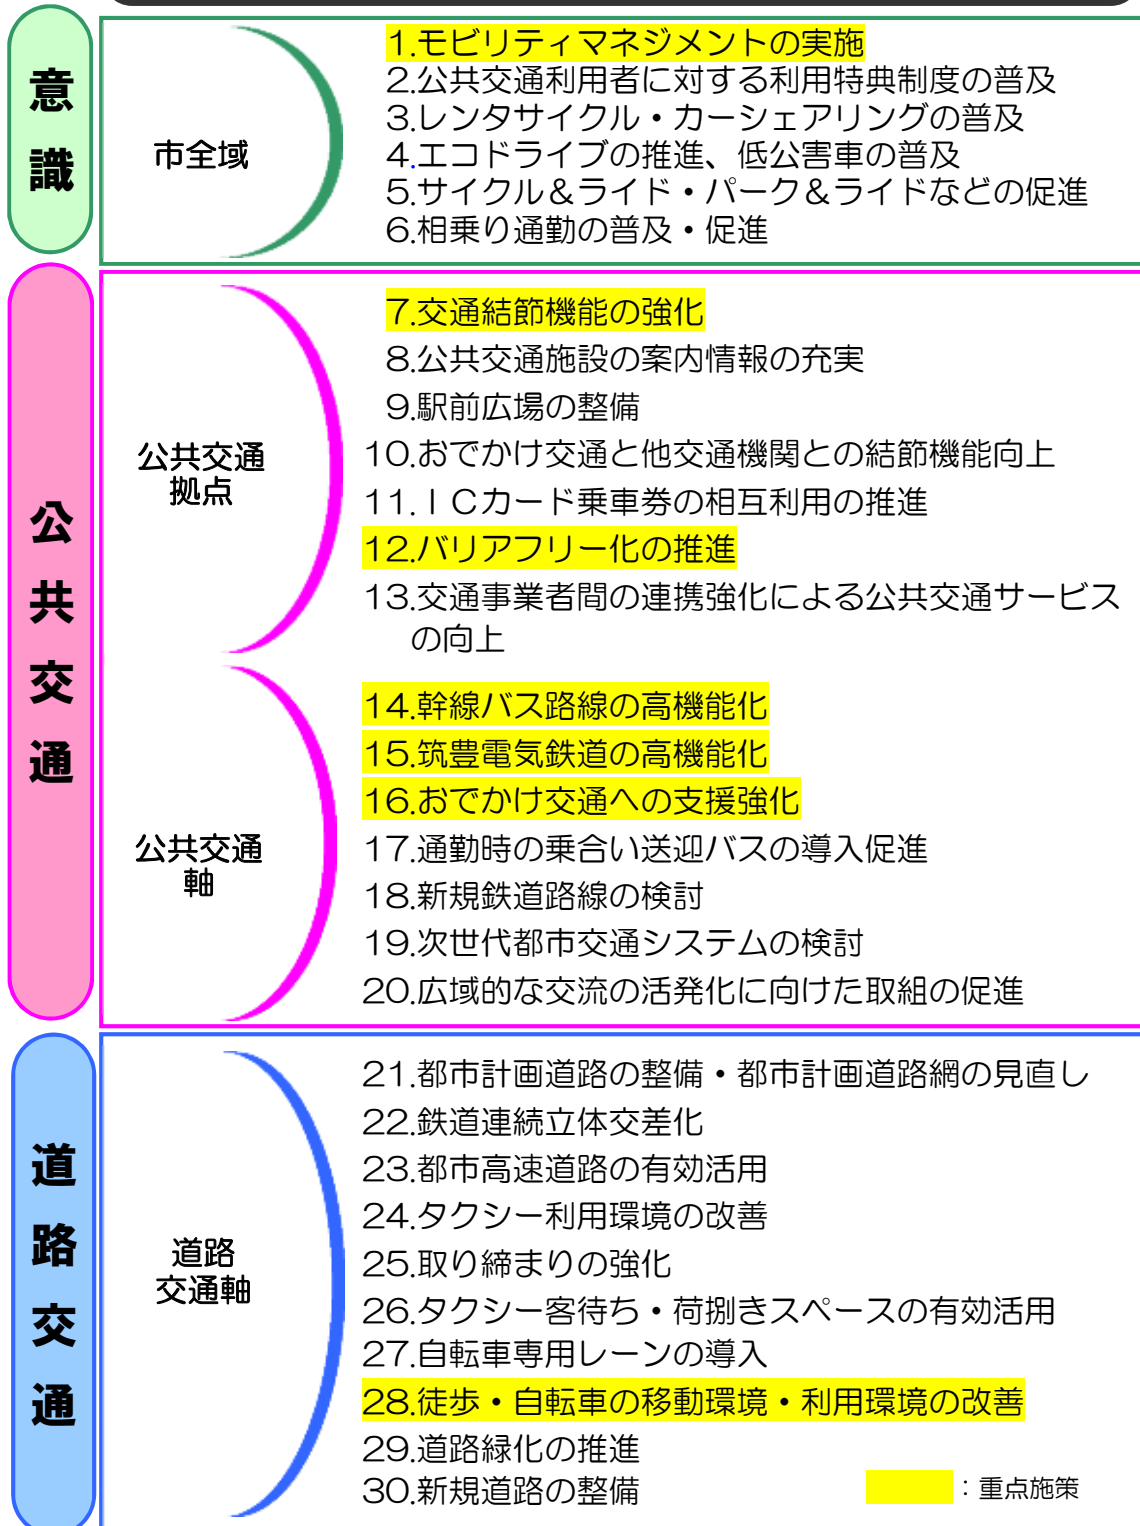 意識
市全域
1.モビリティマネジメントの実施
2.公共交通利用者に対する利用特典制度の普及
3.レンタサイクル・カーシェアリングの普及
4.エコドライブの推進、低公害車の普及
5.サイクル&ライド・パーク&ライドなどの促進
6.相乗り通勤の普及・促進
公共交通
公共交通
拠点
7.交通結節機能の強化
8.公共交通施設の案内情報の充実
9.駅前広場の整備
10.おでかけ交通と他交通機関との結節機能向上
11.ICカード乗車券の相互利用の推進
12.バリアフリー化の推進
13.交通事業者間の連携強化による公共交通サービス
の向上
公共交通
軸
14.幹線バス路線の高機能化
15.筑豊電気鉄道の高機能化
16.おでかけ交通への支援強化
17.通勤時の乗合い送迎バスの導入促進
18.新規鉄道路線の検討
19.次世代都市交通システムの検討
20.広域的な交流の活発化に向けた取組の促進
道路交通
道路
交通軸
21.都市計画道路の整備・都市計画道路網の見直し
22.鉄道連続立体交差化
23.都市高速道路の有効活用
24.タクシー利用環境の改善
25.取り締まりの強化
26.タクシー客待ち・荷捌きスペースの有効活用
27.自転車専用レーンの導入
28.徒歩・自転車の移動環境・利用環境の改善
29.道路緑化の推進
30.新規道路の整備
：重点施策